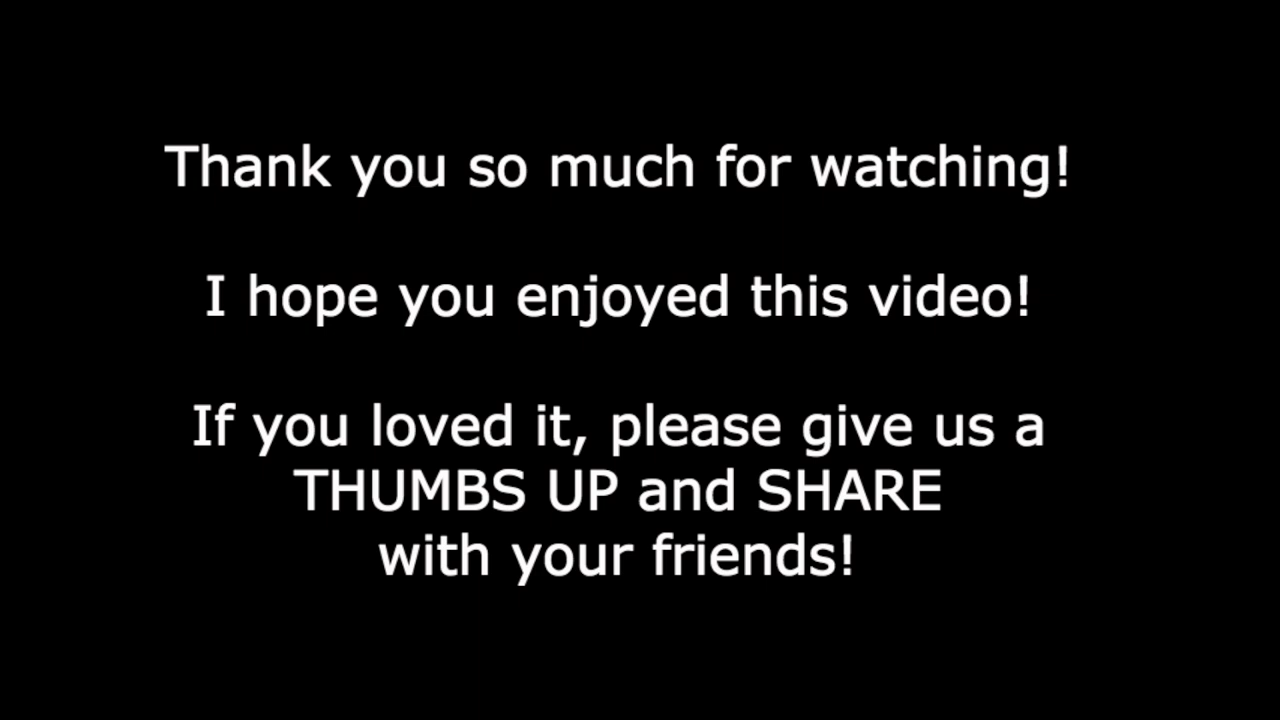 Thank you so much for watching!
I hope you enjoyed this video!
If you loved it, please give us a
THUMBS UP and SHARE
with your friends!